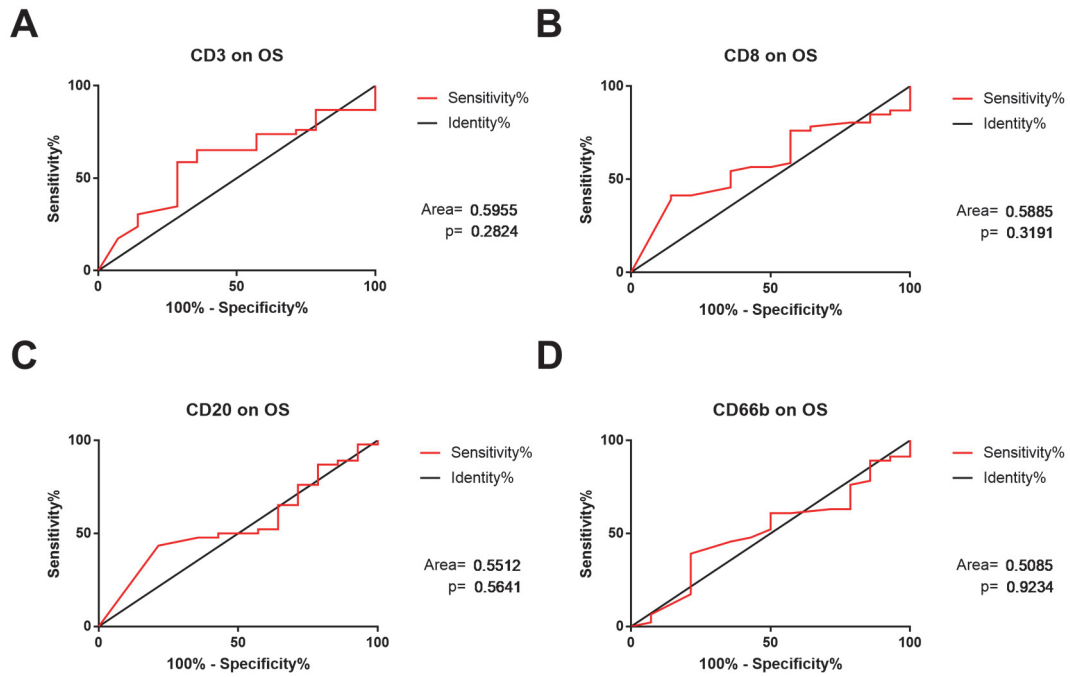 A
CD3 on OS
100
50
0
0
50
100
Sensitivity%
100% - Specificity%
Sensitivity%
Identity%
Area= 0.5955
p= 0.2824
B
CD8 on OS
100
50
0
0
50
100
Sensitivity%
100% - Specificity%
Sensitivity%
Identity%
Area= 0.5885
p= 0.3191
C
CD20 on OS
100
50
0
0
50
100
Sensitivity%
100% - Specificity%
Sensitivity%
Identity%
Area= 0.5512
p= 0.5641
D
CD66b on OS
100
50
0
0
50
100
Sensitivity%
100% - Specificity%
Sensitivity%
Identity%
Area= 0.5085
p= 0.9234